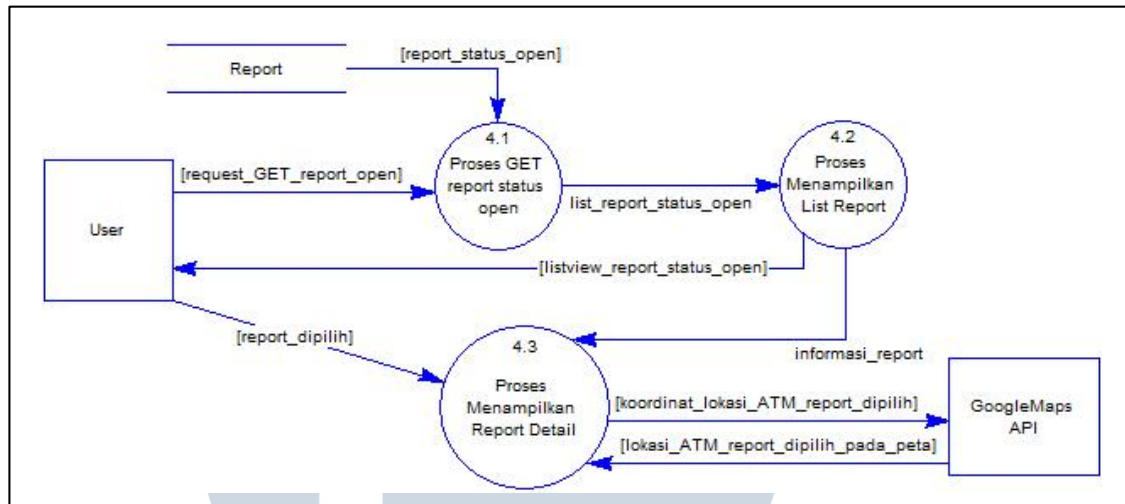 [report_status_open]
Report
4.1
Proses GET
report status
open
4.2
Proses
Menampilkan
List Report
[request_GET_report_open]
list_report_status_open
User
[listview_report_status_open]
[report_dipilih]
4.3
Proses
Menampilkan
Report Detail
informasi_report
[koordinat_lokasi_ATM_report_dipilih]
GoogleMaps
API
[lokasi_ATM_report_dipilih_pada_peta]